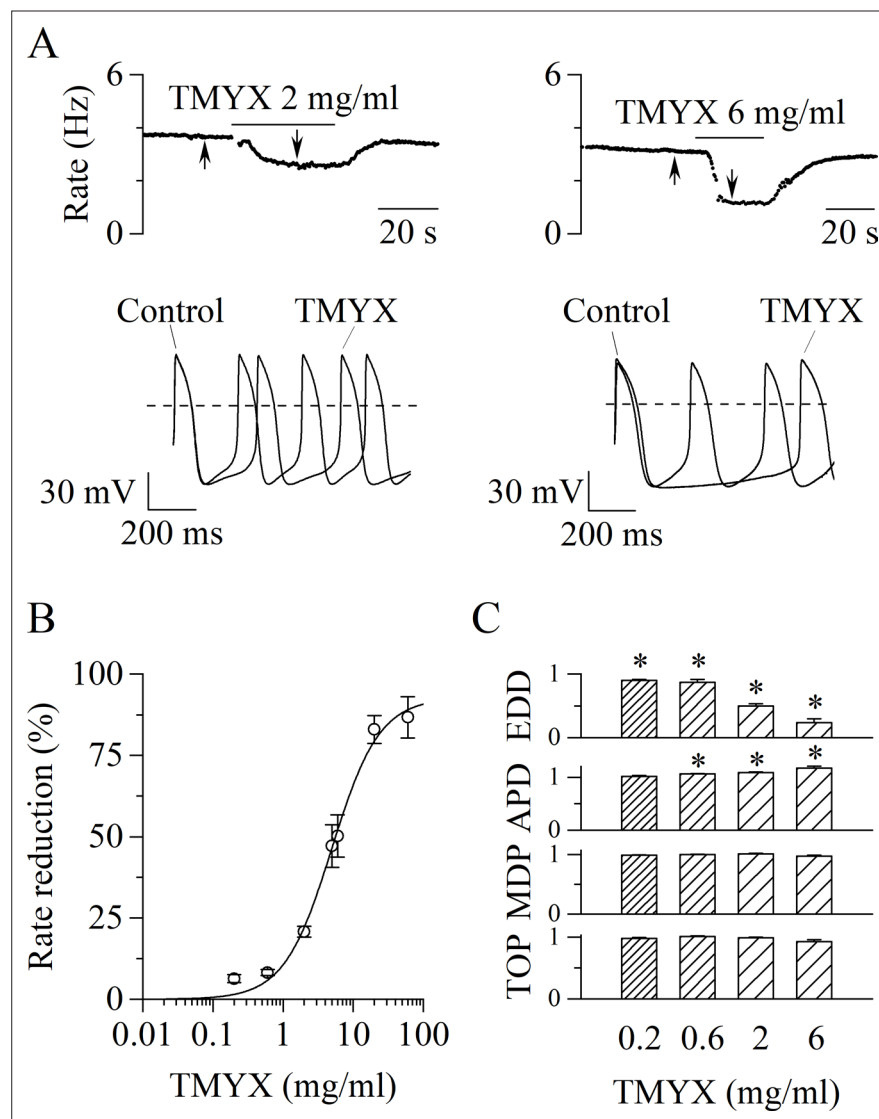 A
6
Rate (Hz)
0
TMYX 2 mg/ml
20 s
6
0
TMYX 6 mg/ml
20 s
Control
TMYX
30 mV
200 ms
Control
TMYX
30 mV
200 ms
B
100
75
50
25
0
Rate reduction (%)
0.01 0.1 1 10 100
TMYX (mg/ml)
C
EDD
1
0
* * * *
APD
1
0
* * *
MDP
1
0
TOP
1
0
0.2 0.6 2 6
TMYX (mg/ml)